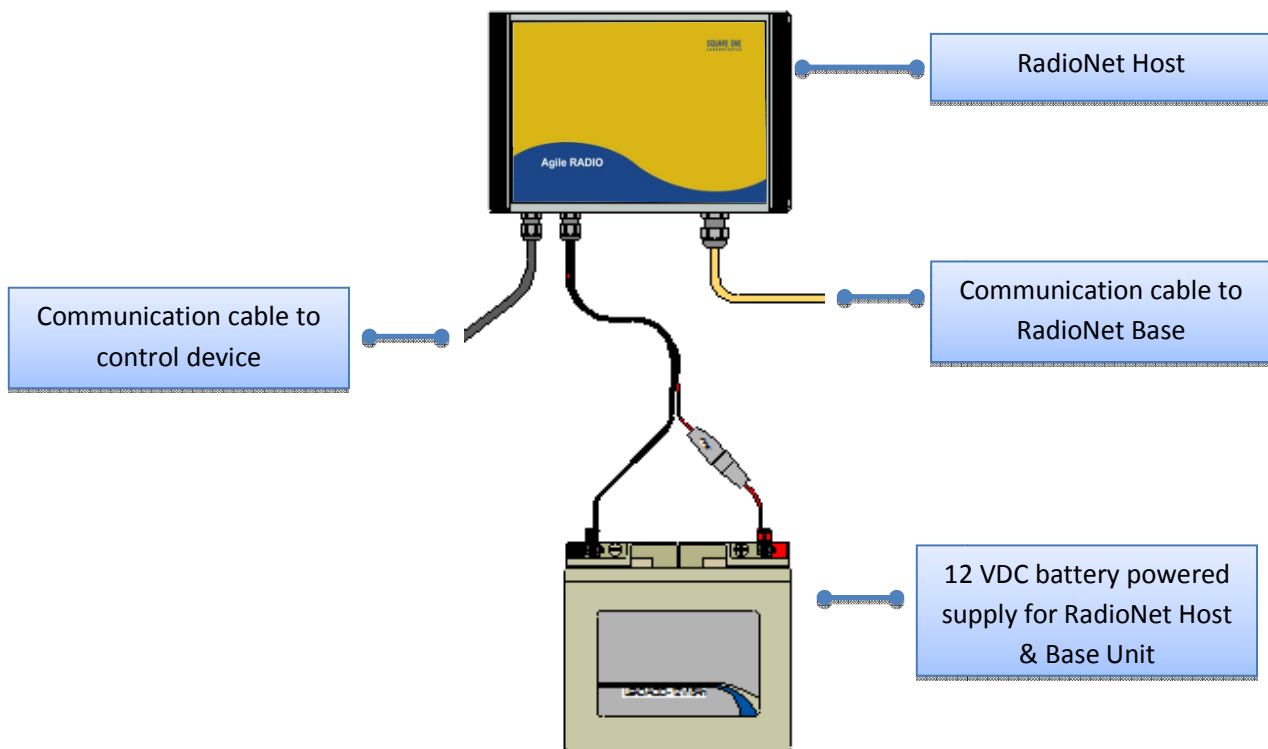 SQUARE ONE
LABORATORIES
RadioNet Host
Agile RADIO
Communication cable to
control device
Communication cable to
RadioNet Base
12 VDC battery powered
supply for RadioNet Host
& Base Unit